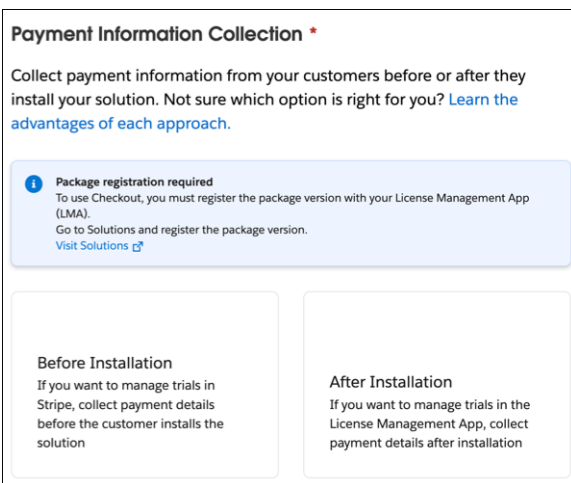 Payment Information Collection *
Collect payment information from your customers before or after they
install your solution. Not sure which option is right for you? Learn the
advantages of each approach.
Package registration required
To use Checkout, you must register the package version with your License Management App
(LMA).
Go to Solutions and register the package version.
Visit Solutions
Before Installation
If you want to manage trials in
Stripe, collect payment details
before the customer installs the
solution
After Installation
If you want to manage trials in the
License Management App, collect
payment details after installation